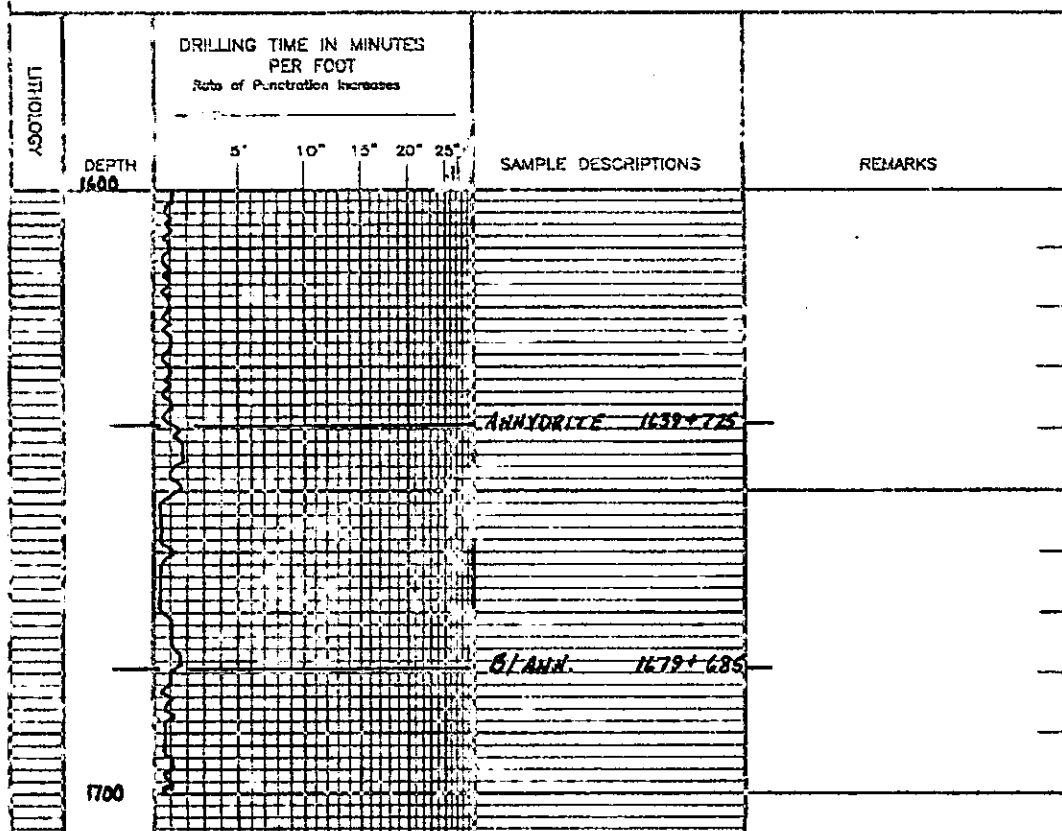 LITHOLOGY
DEPTH
DRILLING TIME IN MINUTES
PER FOOT
Rate of Penetration Increases
5" 10" 15" 20" 25"
SAMPLE DESCRIPTIONS
REMARKS
1600
ANHYDRITE 1639+725
B/ANH. 1679+685
1700